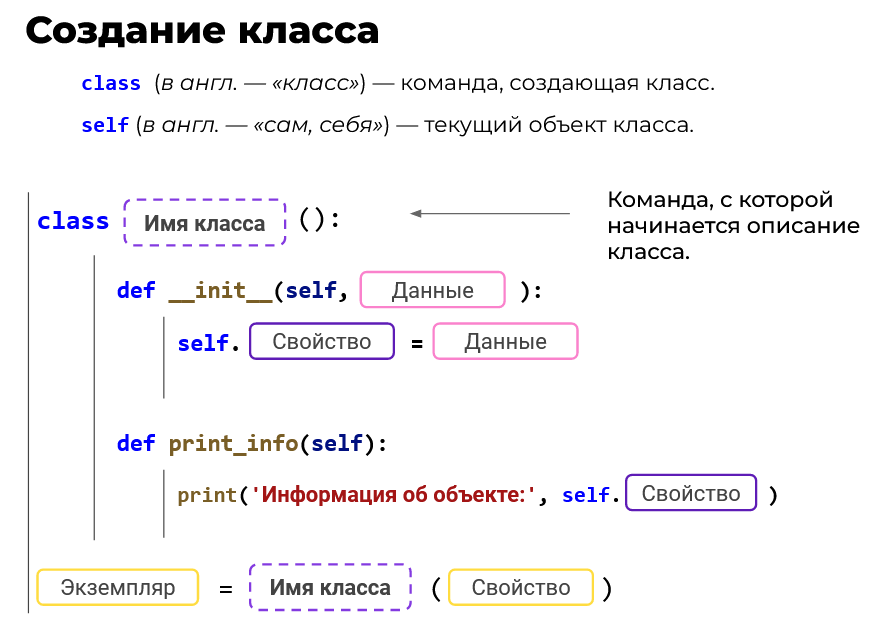 Создание класса
class (в англ. — «класс») — команда, создающая класс.
self (в англ. — «сам, себя») — текущий объект класса.
class Имя класса ():
Команда, с которой
начинается описание
класса.
def __init__(self, Данные ):
self. Свойство = Данные
def print_info(self):
print('Информация об объекте:', self. Свойство )
Экземпляр = Имя класса ( Свойство )